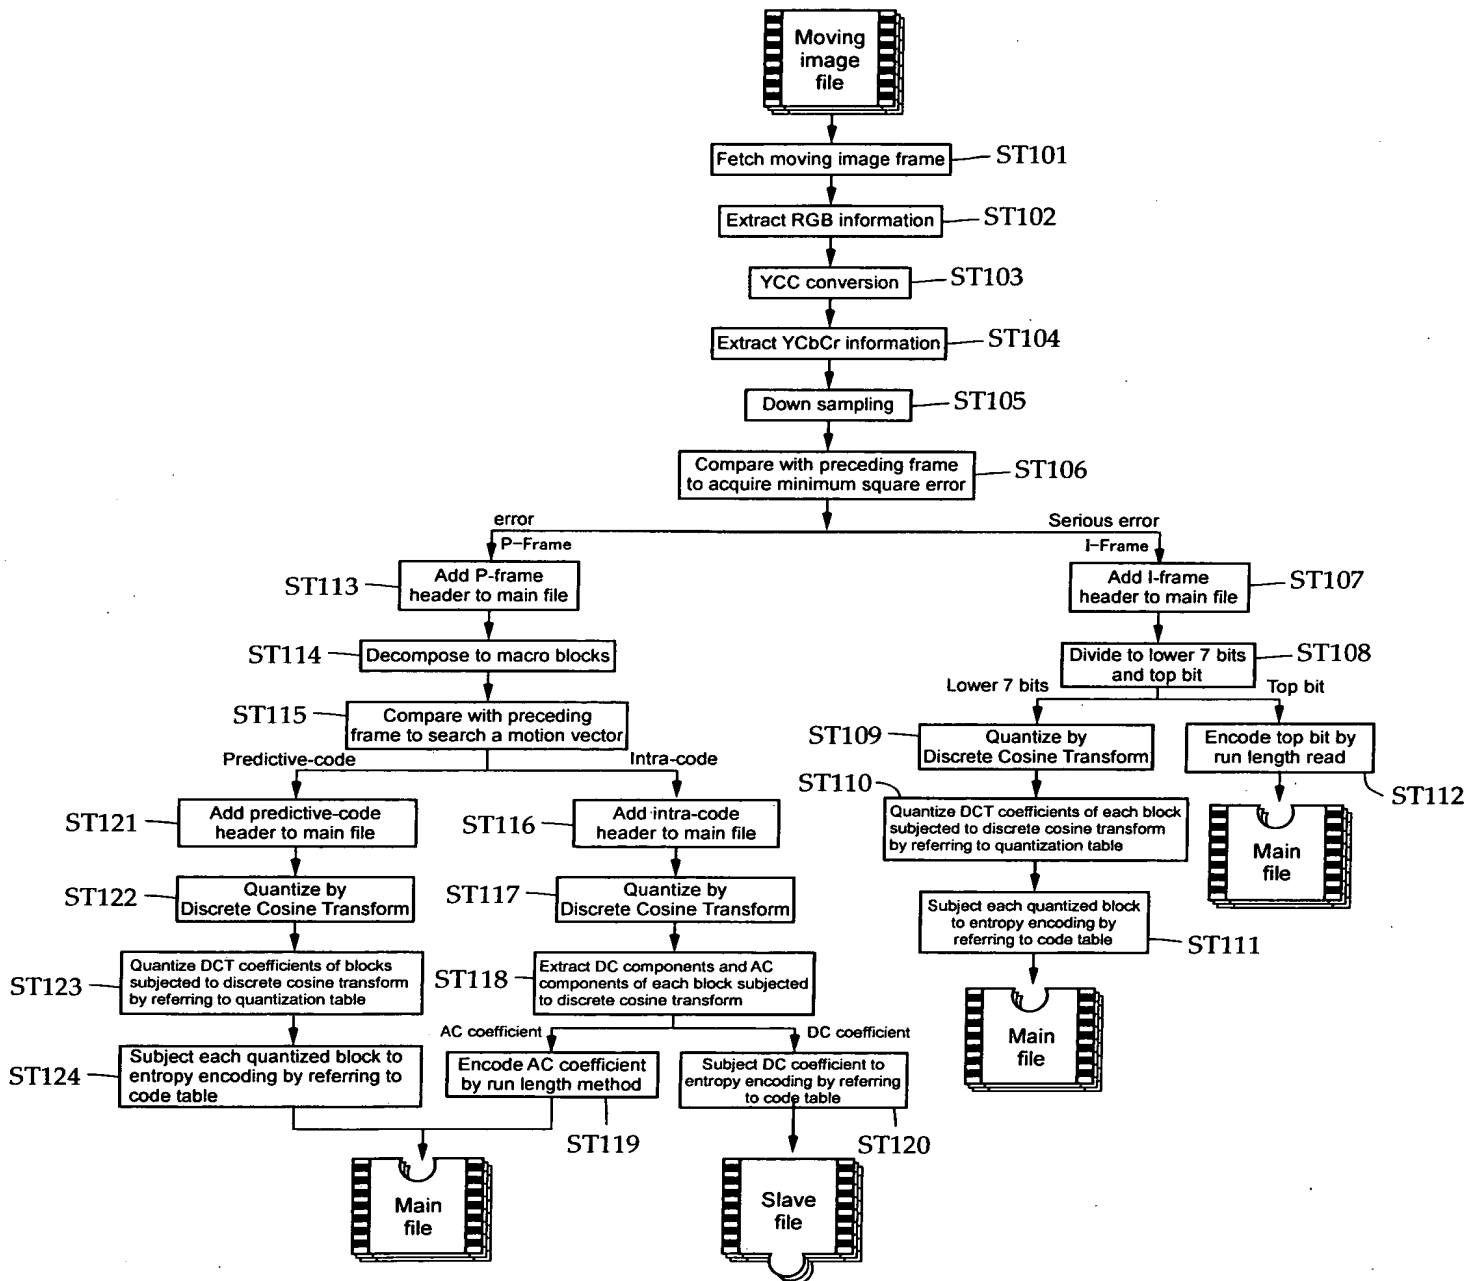 Moving
image
file
Fetch moving image frame
ST101
Extract RGB information
ST102
YCC conversion
ST103
Extract YCbCr information
ST104
Down sampling
ST105
Compare with preceding frame
to acquire minimum square error
ST106
error
P-Frame
Serious error
I-Frame
ST113
Add P-frame
header to main file
Add I-frame
header to main file
ST107
ST114
Decompose to macro blocks
Divide to lower 7 bits
and top bit
ST108
Lower 7 bits
Top bit
ST115
Compare with preceding
frame to search a motion vector
ST109
Quantize by
Discrete Cosine Transform
Encode top bit by
run length read
ST112
Predictive-code
Intra-code
ST110
Quantize DCT coefficients of each block
subjected to discrete cosine transform
by referring to quantization table
Main
file
ST121
Add predictive-code
header to main file
ST116
Add intra-code
header to main file
ST122
Quantize by
Discrete Cosine Transform
ST117
Quantize by
Discrete Cosine Transform
Subject each quantized block
to entropy encoding by
referring to code table
ST111
ST123
Quantize DCT coefficients of blocks
subjected to discrete cosine transform
by referring to quantization table
ST118
Extract DC components and AC
components of each block subjected
to discrete cosine transform
Main
file
AC coefficient
DC coefficient
ST124
Subject each quantized block to
entropy encoding by referring to
code table
Encode AC coefficient
by run length method
ST119
Subject DC coefficient to
entropy encoding by referring
to code table
ST120
Main
file
Slave
file